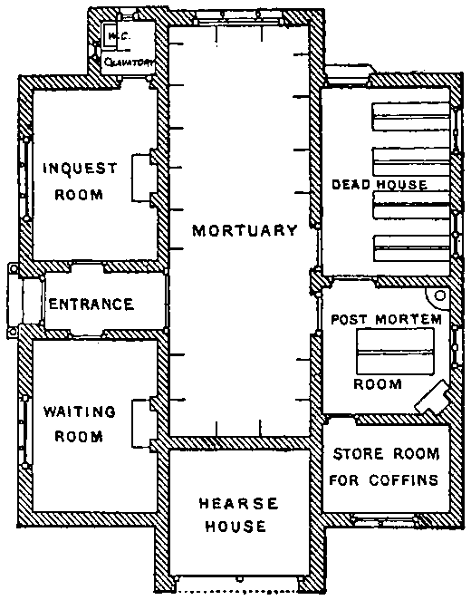 W.C.
LAVATORY
INQUEST
ROOM
DEAD HOUSE
MORTUARY
ENTRANCE
POST MORTEM
ROOM
WAITING
ROOM
STORE ROOM
FOR COFFINS
HEARSE
HOUSE